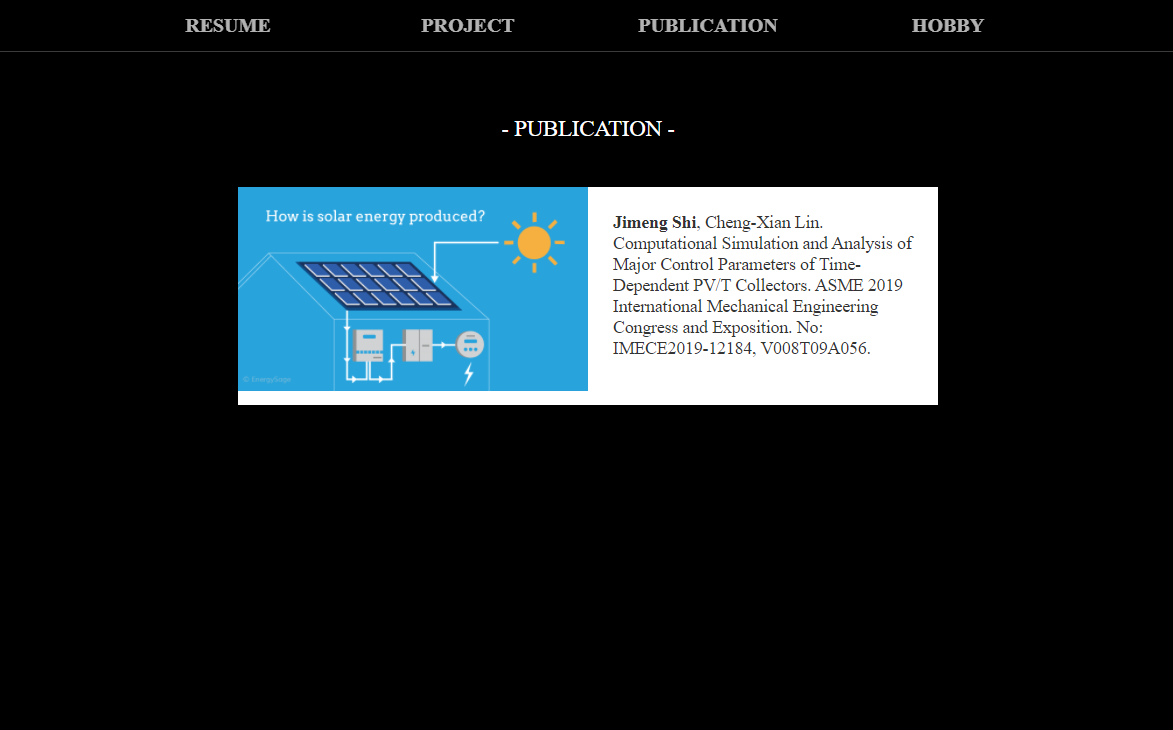 RESUME PROJECT PUBLICATION HOBBY
- PUBLICATION -
How is solar energy produced?
© EnergySage
Jimeng Shi, Cheng-Xian Lin.
Computational Simulation and Analysis of
Major Control Parameters of Time-
Dependent PV/T Collectors. ASME 2019
International Mechanical Engineering
Congress and Exposition. No:
IMECE2019-12184, V008T09A056.